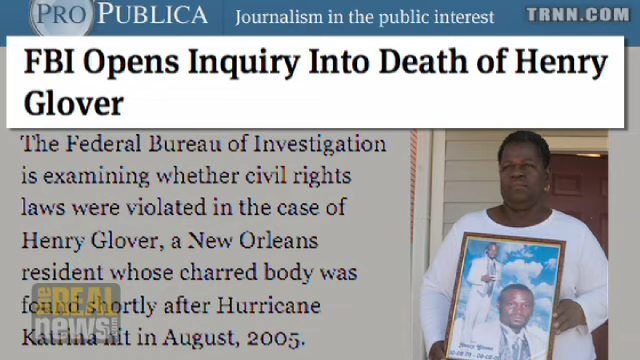 PRO PUBLICA Journalism in the public interest
TRNN.COM
FBI Opens Inquiry Into Death of Henry
Glover
The Federal Bureau of Investigation
is examining whether civil rights
laws were violated in the case of
Henry Glover, a New Orleans
resident whose charred body was
found shortly after Hurricane
Katrina hit in August, 2005.
the REAL
news.com